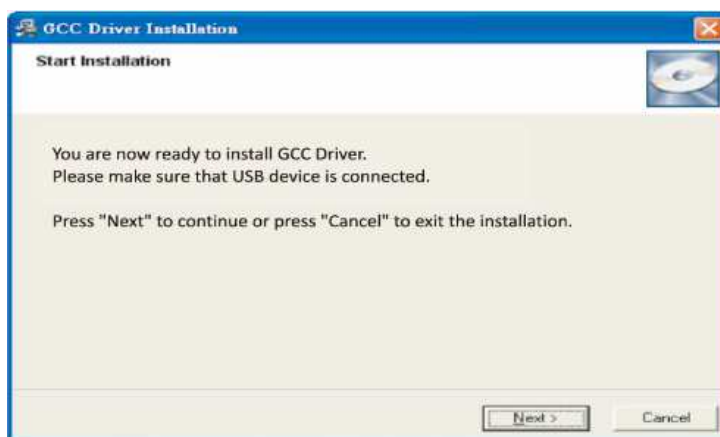 GCC Driver Installation
Start Installation
You are now ready to install GCC Driver.
Please make sure that USB device is connected.
Press "Next" to continue or press "Cancel" to exit the installation.
Next >
Cancel